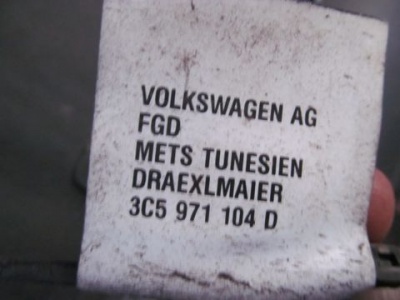 VOLKSWAGEN AG
FGD
METS TUNESIEN
DRAEXLMAIER
3C5 971 104 D